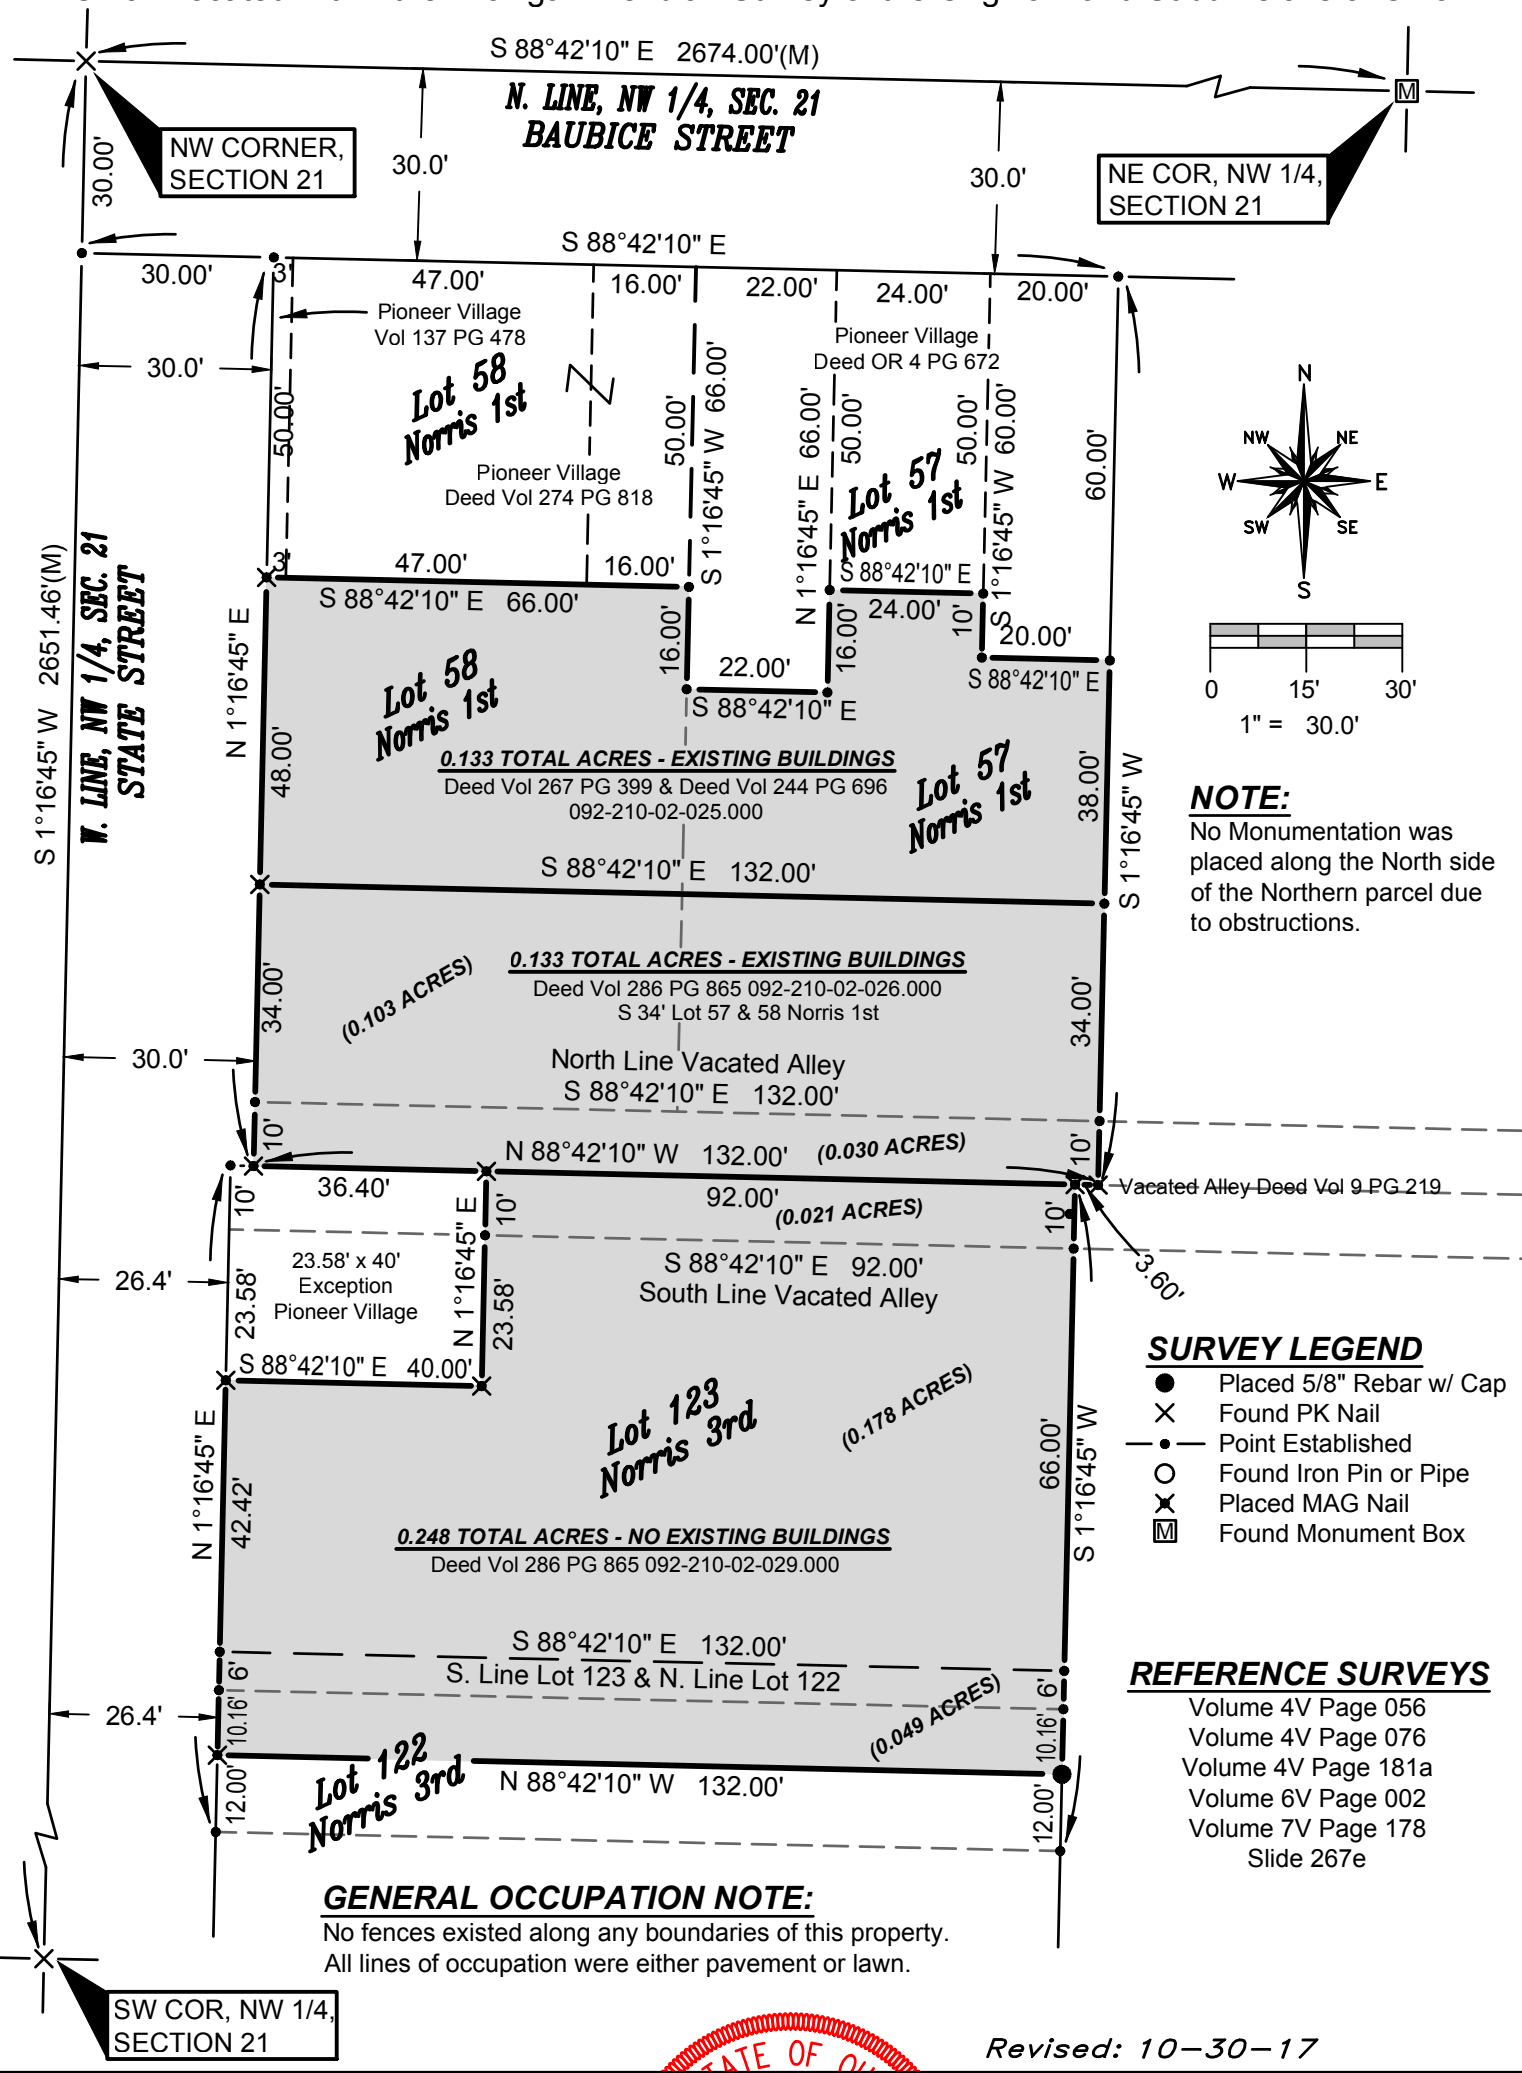 S 88°42'10" E 2674.00'(M)
N. LINE, NW 1/4, SEC. 21
BAUBICE STREET
NW CORNER,
SECTION 21
NE COR, NW 1/4,
SECTION 21
30.00'
30.0'
30.0'
S 88°42'10" E
30.00'
3'
47.00'
16.00'
22.00'
24.00'
20.00'
Pioneer Village
Vol 137 PG 478
Pioneer Village
Deed OR 4 PG 672
30.0'
Lot 58
Norris 1st
50.00'
50.00'
S 1°16'45" W 66.00'
N 1°16'45" E 66.00'
50.00'
50.00'
S 1°16'45" W 60.00'
60.00'
Lot 57
Norris 1st
Pioneer Village
Deed Vol 274 PG 818
N
NW
NE
W
E
SW
SE
S
3'
47.00'
16.00'
S 88°42'10" E 66.00'
S 88°42'10" E
24.00'
10'
20.00'
S 88°42'10" E
16.00'
22.00'
16.00'
S 88°42'10" E
0
15'
30'
1" = 30.0'
S 1°16'45" W 2651.46'(M)
W. LINE, NW 1/4, SEC. 21
STATE STREET
N 1°16'45" E
48.00'
Lot 58
Norris 1st
0.133 TOTAL ACRES - EXISTING BUILDINGS
Deed Vol 267 PG 399 & Deed Vol 244 PG 696
092-210-02-025.000
Lot 57
Norris 1st
38.00'
S 1°16'45" W
NOTE:
No Monumentation was
placed along the North side
of the Northern parcel due
to obstructions.
S 88°42'10" E 132.00'
34.00'
(0.103 ACRES)
0.133 TOTAL ACRES - EXISTING BUILDINGS
Deed Vol 286 PG 865 092-210-02-026.000
S 34' Lot 57 & 58 Norris 1st
34.00'
30.0'
North Line Vacated Alley
S 88°42'10" E 132.00'
10'
N 88°42'10" W 132.00'
(0.030 ACRES)
10'
36.40'
92.00'
(0.021 ACRES)
Vacated Alley Deed Vol 9 PG 219
10'
10'
10'
N 1°16'45" E
23.58' x 40'
Exception
Pioneer Village
S 88°42'10" E 92.00'
South Line Vacated Alley
3.60'
26.4'
23.58'
23.58'
S 88°42'10" E 40.00'
SURVEY LEGEND
Placed 5/8" Rebar w/ Cap
Found PK Nail
Point Established
Found Iron Pin or Pipe
Placed MAG Nail
M Found Monument Box
Lot 123
Norris 3rd
(0.178 ACRES)
N 1°16'45" E
42.42'
66.00'
S 1°16'45" W
0.248 TOTAL ACRES - NO EXISTING BUILDINGS
Deed Vol 286 PG 865 092-210-02-029.000
S 88°42'10" E 132.00'
S. Line Lot 123 & N. Line Lot 122
6'
6'
10.16'
10.16'
(0.049 ACRES)
26.4'
REFERENCE SURVEYS
Volume 4V Page 056
Volume 4V Page 076
Volume 4V Page 181a
Volume 6V Page 002
Volume 7V Page 178
Slide 267e
Lot 122
Norris 3rd
N 88°42'10" W 132.00'
12.00'
12.00'
GENERAL OCCUPATION NOTE:
No fences existed along any boundaries of this property.
All lines of occupation were either pavement or lawn.
SW COR, NW 1/4,
SECTION 21
OF
Revised: 10-30-17
M